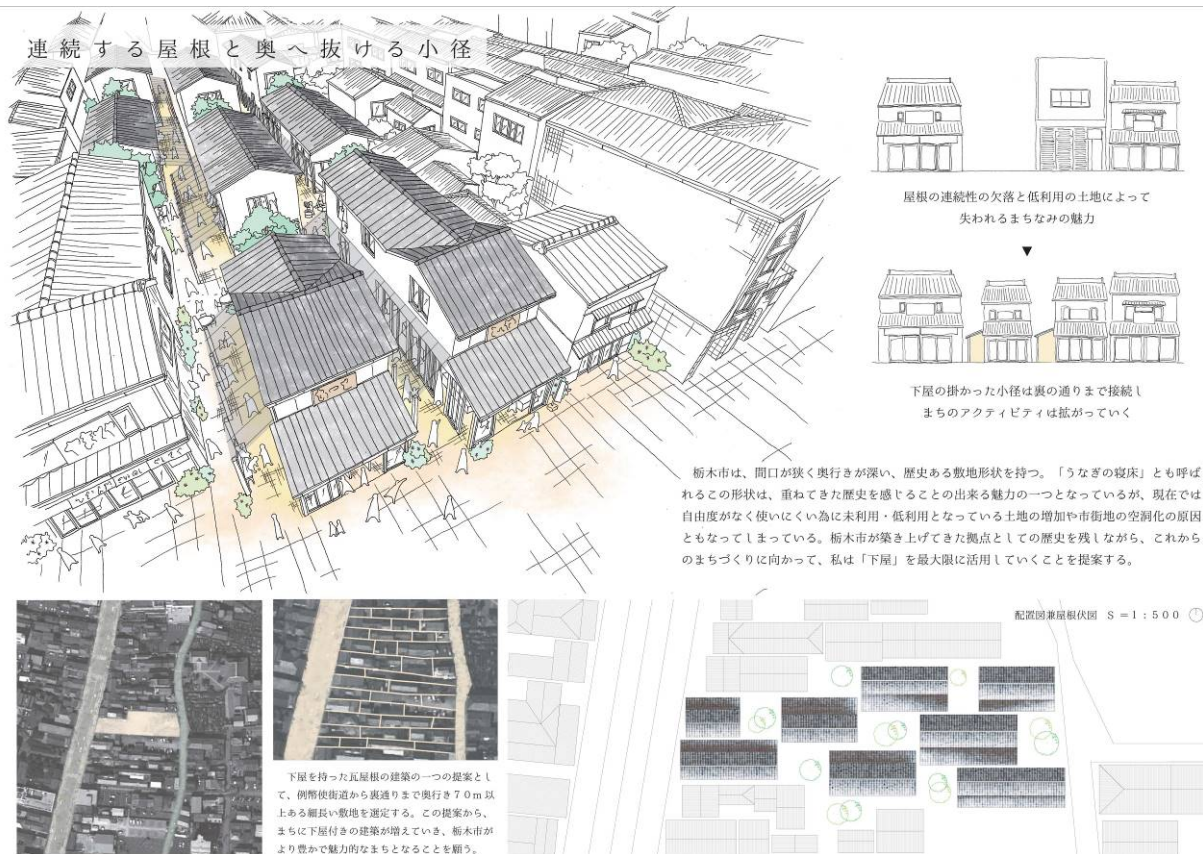 連続する屋根と奥へ抜ける小径
屋根の連続性の欠落と低利用の土地によって
失われるまちなみの魅力
▼
下屋の掛かった小径は裏の通りまで接続し
まちのアクティビティは拡がっていく
栃木市は、間口が狭く奥行きが深い、歴史ある敷地形状を持つ。「うなぎの寝床」とも呼ば
れるこの形状は、重ねてきた歴史を感じることの出来る魅力の一つとなっているが、現在では
自由度がなく使いにくい為に未利用・低利用となっている土地の増加や市街地の空洞化の原因
ともなってしまっている。栃木市が築き上げてきた拠点としての歴史を残しながら、これから
のまちづくりに向かって、私は「下屋」を最大限に活用していくことを提案する。
下屋を持った瓦屋根の建築の一つの提案とし
て、例幣使街道から裏通りまで奥行き70m以
上ある細長い敷地を選定する。この提案から、
まちに下屋付きの建築が増えていき、栃木市が
より豊かで魅力的なまちとなることを願う。
配置図兼屋根伏図 S=1:500